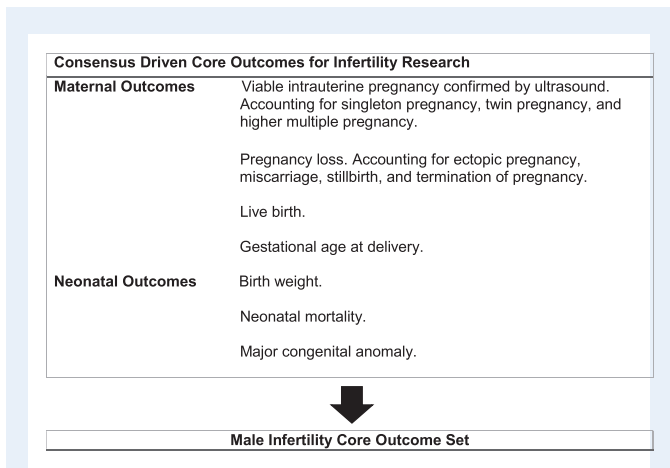 Consensus Driven Core Outcomes for Infertility Research
Maternal Outcomes
Viable intrauterine pregnancy confirmed by ultrasound.
Accounting for singleton pregnancy, twin pregnancy, and
higher multiple pregnancy.
Pregnancy loss. Accounting for ectopic pregnancy,
miscarriage, stillbirth, and termination of pregnancy.
Live birth.
Gestational age at delivery.
Neonatal Outcomes
Birth weight.
Neonatal mortality.
Major congenital anomaly.
Male Infertility Core Outcome Set